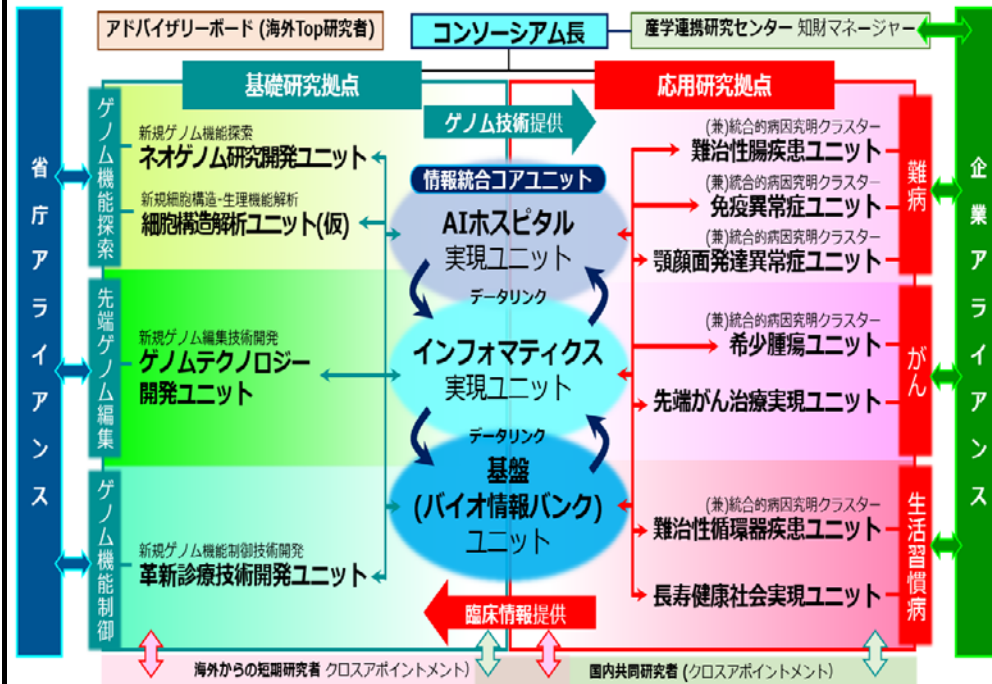 アドバイザリーボード (海外Top研究者)
コンソーシアム長
産学連携研究センター 知財マネージャー
省庁アライアンス
企業アライアンス
基礎研究拠点
応用研究拠点
ゲノム技術提供
ゲノム機能探索
新規ゲノム機能探索
ネオゲノム研究開発ユニット
新規細胞構造-生理機能解析
細胞構造解析ユニット(仮)
先端ゲノム編集
新規ゲノム編集技術開発
ゲノムテクノロジー
開発ユニット
ゲノム機能制御
新規ゲノム機能制御技術開発
革新診療技術開発ユニット
情報統合コアユニット
AIホスピタル
実現ユニット
データリンク
インフォマティクス
実現ユニット
データリンク
基盤
(バイオ情報バンク)
ユニット
難病
(兼)統合的病因究明クラスター
難治性腸疾患ユニット
(兼)統合的病因究明クラスター
免疫異常症ユニット
(兼)統合的病因究明クラスター
顎顔面発達異常症ユニット
がん
(兼)統合的病因究明クラスター
希少腫瘍ユニット
先端がん治療実現ユニット
生活習慣病
(兼)統合的病因究明クラスター
難治性循環器疾患ユニット
長寿健康社会実現ユニット
臨床情報提供
海外からの短期研究者 クロスアポイントメント)
国内共同研究者 (クロスアポイントメント)